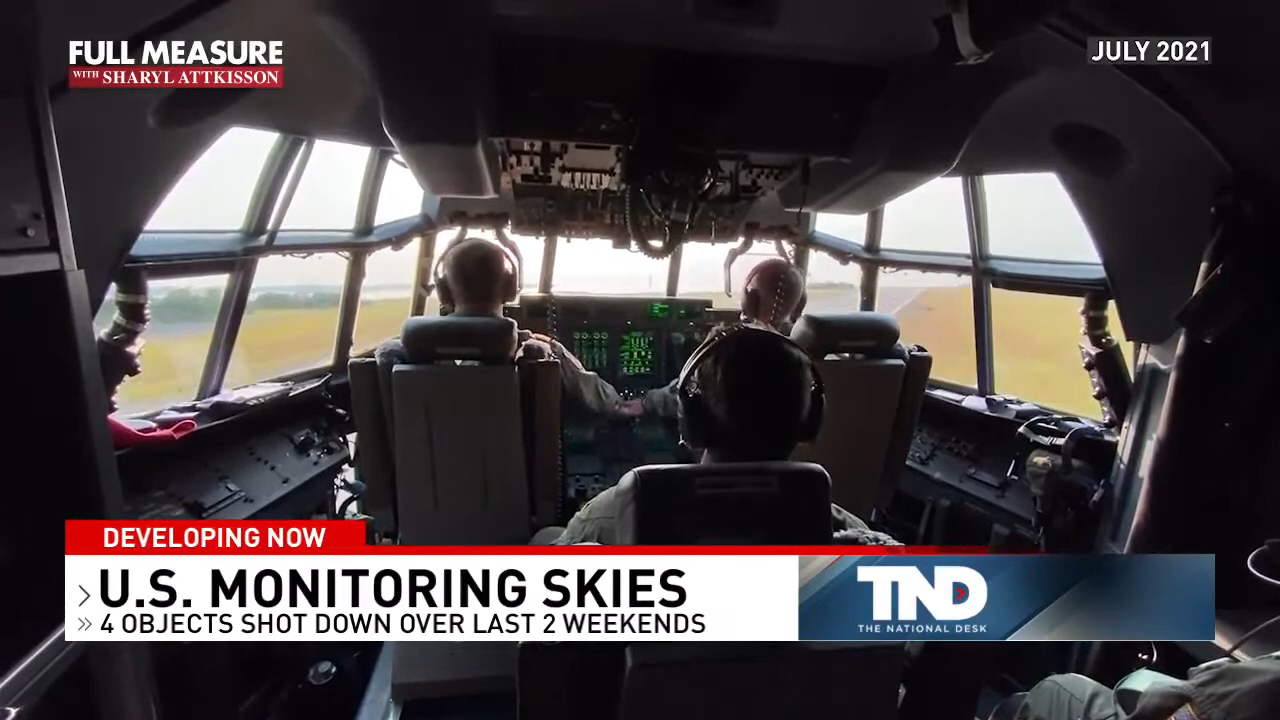 FULL MEASURE
WITH SHARYL ATTKISSON
JULY 2021
DEVELOPING NOW
U.S. MONITORING SKIES
4 OBJECTS SHOT DOWN OVER LAST 2 WEEKENDS
TND
THE NATIONAL DESK